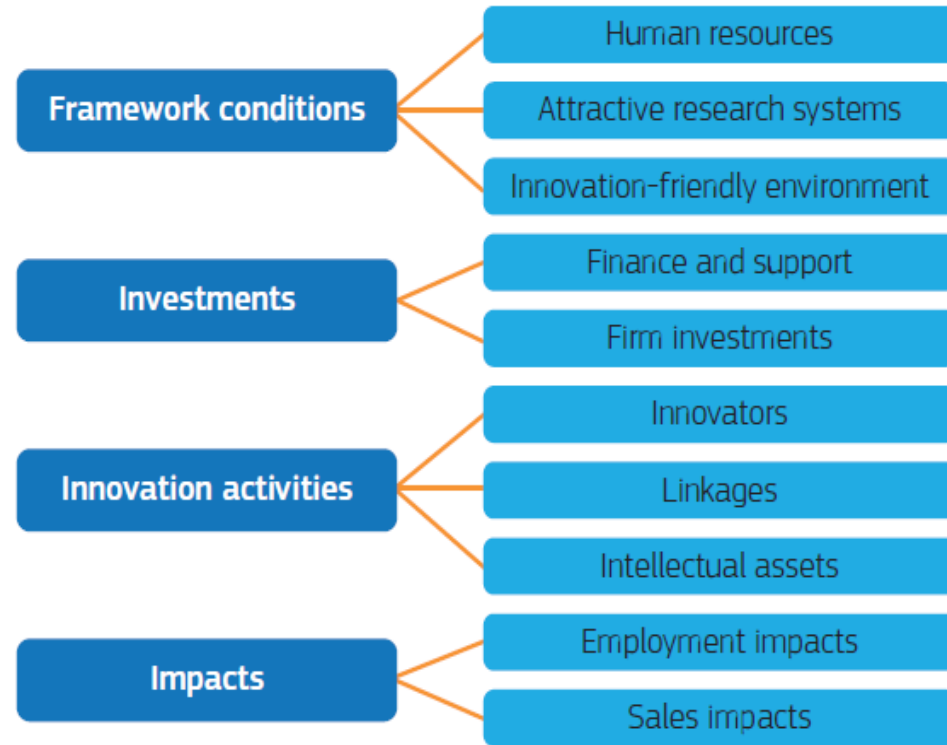 Framework conditions
Human resources
Attractive research systems
Innovation-friendly environment
Investments
Finance and support
Firm investments
Innovation activities
Innovators
Linkages
Intellectual assets
Impacts
Employment impacts
Sales impacts